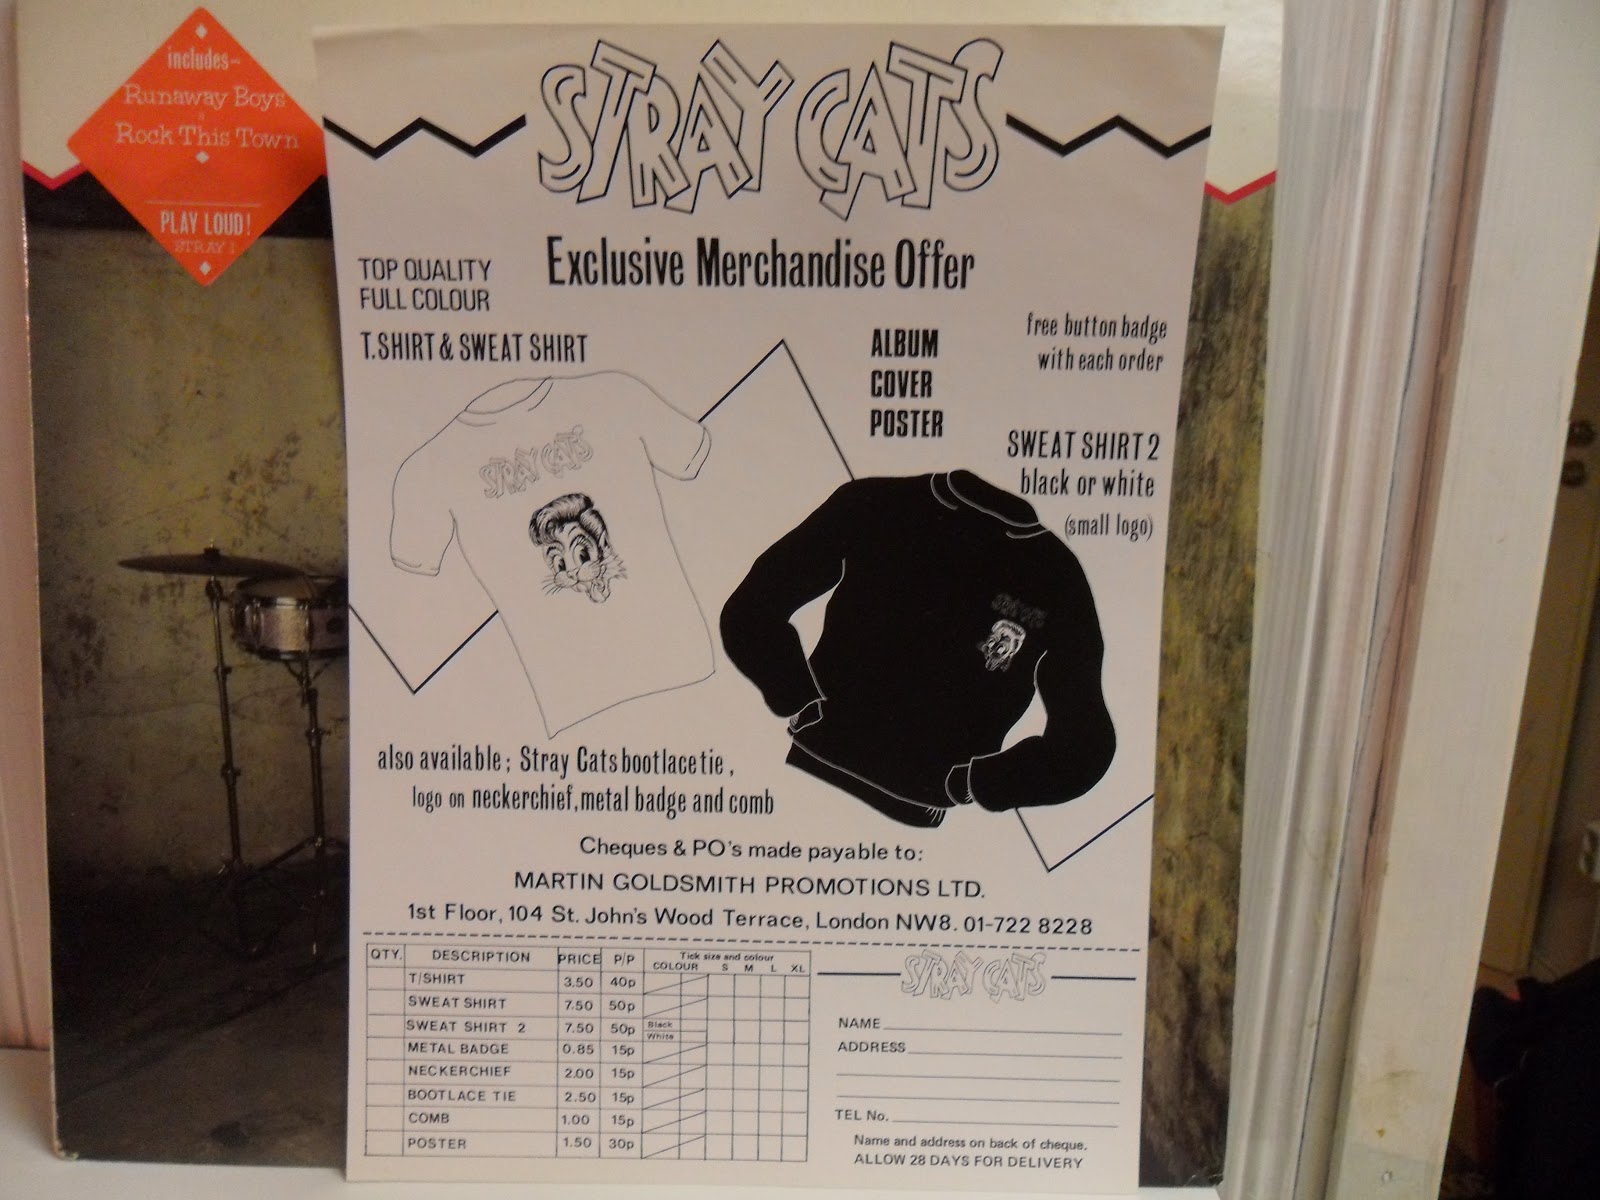 includes—
Runaway Boys
&
Rock This Town
PLAY LOUD!
STRAY 1
STRAY CATS
Exclusive Merchandise Offer
TOP QUALITY
FULL COLOUR
T.SHIRT & SWEAT SHIRT
ALBUM
COVER
POSTER
free button badge
with each order
SWEAT SHIRT 2
black or white
(small logo)
STRAY CATS
STRAY CATS
also available; Stray Cats bootlace tie,
logo on neckerchief, metal badge and comb
Cheques & PO's made payable to:
MARTIN GOLDSMITH PROMOTIONS LTD.
1st Floor, 104 St. John's Wood Terrace, London NW8. 01-722 8228
QTY. DESCRIPTION PRICE P/P Tick size and colour
COLOUR S M L XL
T/SHIRT 3.50 40p
SWEAT SHIRT 7.50 50p
SWEAT SHIRT 2 7.50 50p Black
White
METAL BADGE 0.85 15p
NECKERCHIEF 2.00 15p
BOOTLACE TIE 2.50 15p
COMB 1.00 15p
POSTER 1.50 30p
STRAY CATS
NAME
ADDRESS
TEL No.
Name and address on back of cheque.
ALLOW 28 DAYS FOR DELIVERY